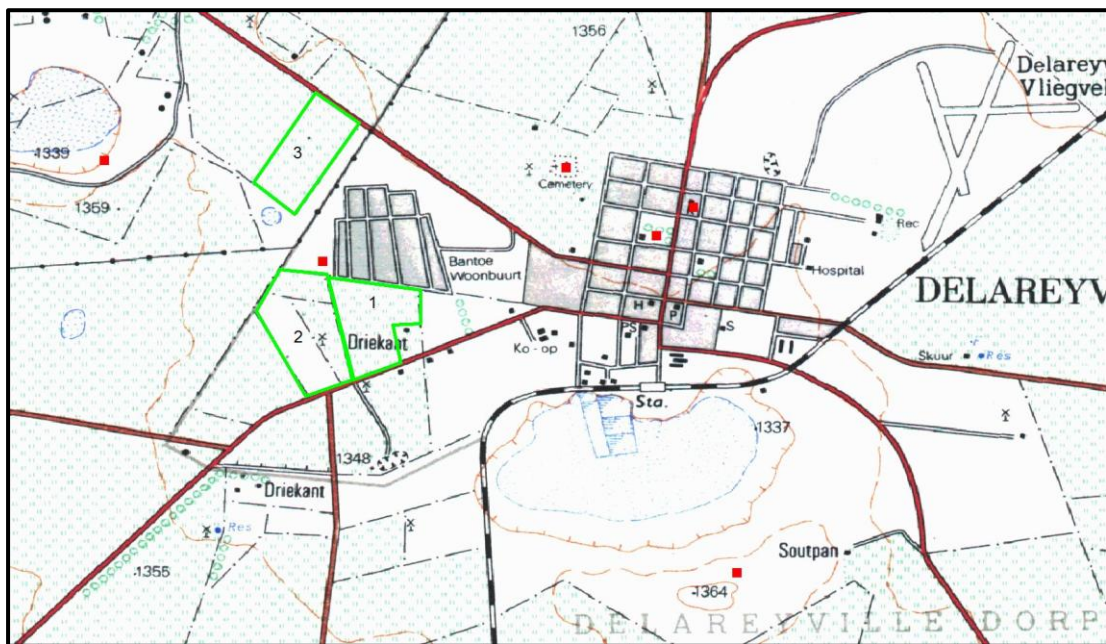 1356
Delareyv
Vliegvel
3
1339
Cemetery
1359
Rec
Bantoe
Woonbuurt
Hospital
1
H
P
DELAREYV
2
Driekant
PS
S
Ko-op
Skuur
Res
Sta.
1337
1348
Driekant
Res
Soutpan
1355
1364
DELAREYVILLE DORP